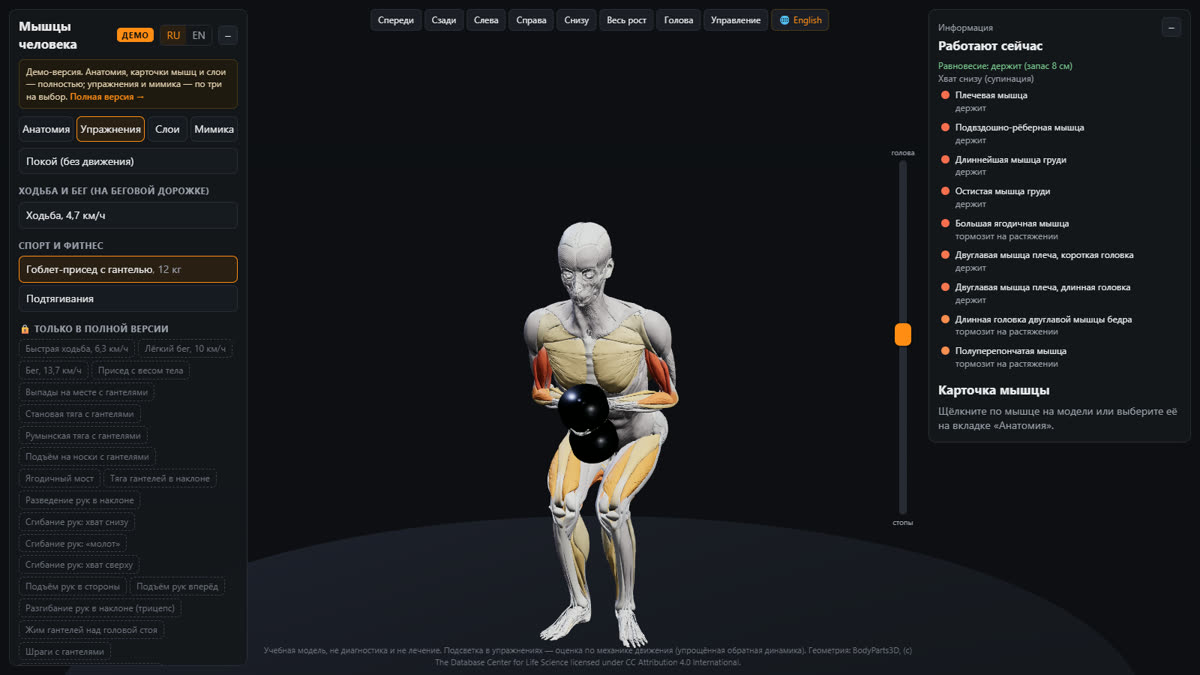 Мышцы
человека
ДЕМО
RU EN
–
Демо-версия. Анатомия, карточки мышц и слои
— полностью; упражнения и мимика — по три
на выбор. Полная версия →
Анатомия Упражнения Слои Мимика
Покой (без движения)
ХОДЬБА И БЕГ (НА БЕГОВОЙ ДОРОЖКЕ)
Ходьба, 4,7 км/ч
СПОРТ И ФИТНЕС
Гоблет-присед с гантелью, 12 кг
Подтягивания
ТОЛЬКО В ПОЛНОЙ ВЕРСИИ
Быстрая ходьба, 6,3 км/ч Лёгкий бег, 10 км/ч
Бег, 13,7 км/ч Присед с весом тела
Выпады на месте с гантелями
Становая тяга с гантелями
Румынская тяга с гантелями
Подъём на носки с гантелями
Ягодичный мост Тяга гантелей в наклоне
Разведение рук в наклоне
Сгибание рук: хват снизу
Сгибание рук: «молот»
Сгибание рук: хват сверху
Подъём рук в стороны Подъём рук вперёд
Разгибание рук в наклоне (трицепс)
Жим гантелей над головой стоя
Шраги с гантелями
Спереди Сзади Слева Справа Снизу Весь рост Голова Управление English
голова
стопы
Информация
–
Работают сейчас
Равновесие: держит (запас 8 см)
Хват снизу (супинация)
Плечевая мышца
держит
Подвздошно-рёберная мышца
держит
Длиннейшая мышца груди
держит
Остистая мышца груди
держит
Большая ягодичная мышца
тормозит на растяжении
Двуглавая мышца плеча, короткая головка
держит
Двуглавая мышца плеча, длинная головка
держит
Длинная головка двуглавой мышцы бедра
тормозит на растяжении
Полуперепончатая мышца
тормозит на растяжении
Карточка мышцы
Щёлкните по мышце на модели или выберите её
на вкладке «Анатомия».
Учебная модель, не диагностика и не лечение. Подсветка в упражнениях — оценка по механике движения (упрощённая обратная динамика). Геометрия: BodyParts3D, (c)
The Database Center for Life Science licensed under CC Attribution 4.0 International.